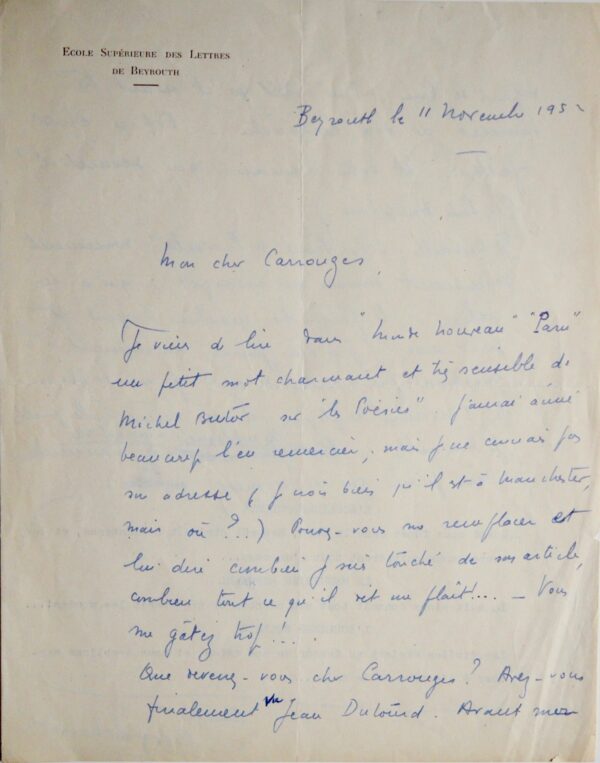 ECOLE SUPÉRIEURE DES LETTRES
DE BEYROUTH
Beyrouth le 11 Novembre 195
Mon cher Carrouges,
Je viens de lire dans "Monde nouveau" "Paru"
un petit mot charmant et très sensible de
Michel Butor sur "les Poésies". J'aurai aimé
beaucoup l'en remercier, mais je ne connais pas
son adresse (je crois bien qu'il est à Manchester,
mais où ?...) Pouvez-vous me remplacer et
lui dire combien je suis touché de son article,
combien tout ce qu'il dit me plaît!... - Vous
me gâtez trop!...
Que devenez-vous cher Carrouges? Avez-vous
finalement vu Jean Dutourd. Avant mon